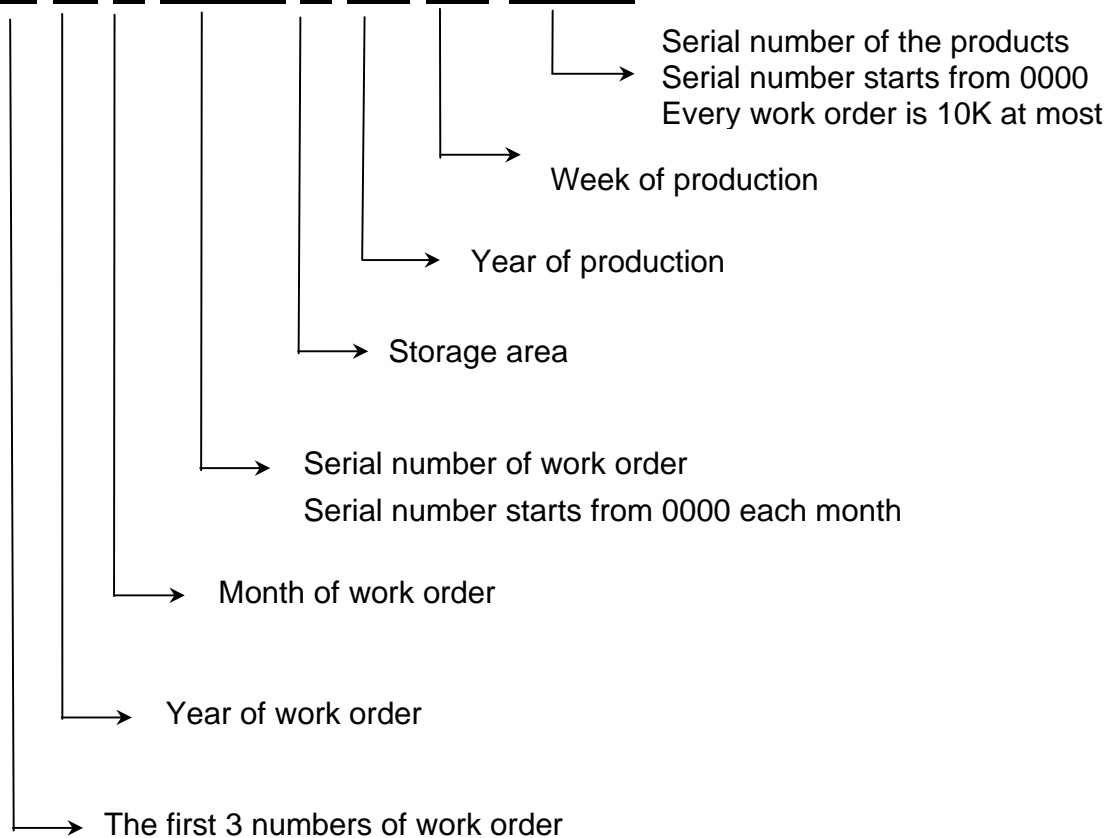 Serial number of the products
Serial number starts from 0000
Every work order is 10K at most
Week of production
Year of production
Storage area
Serial number of work order
Serial number starts from 0000 each month
Month of work order
Year of work order
The first 3 numbers of work order